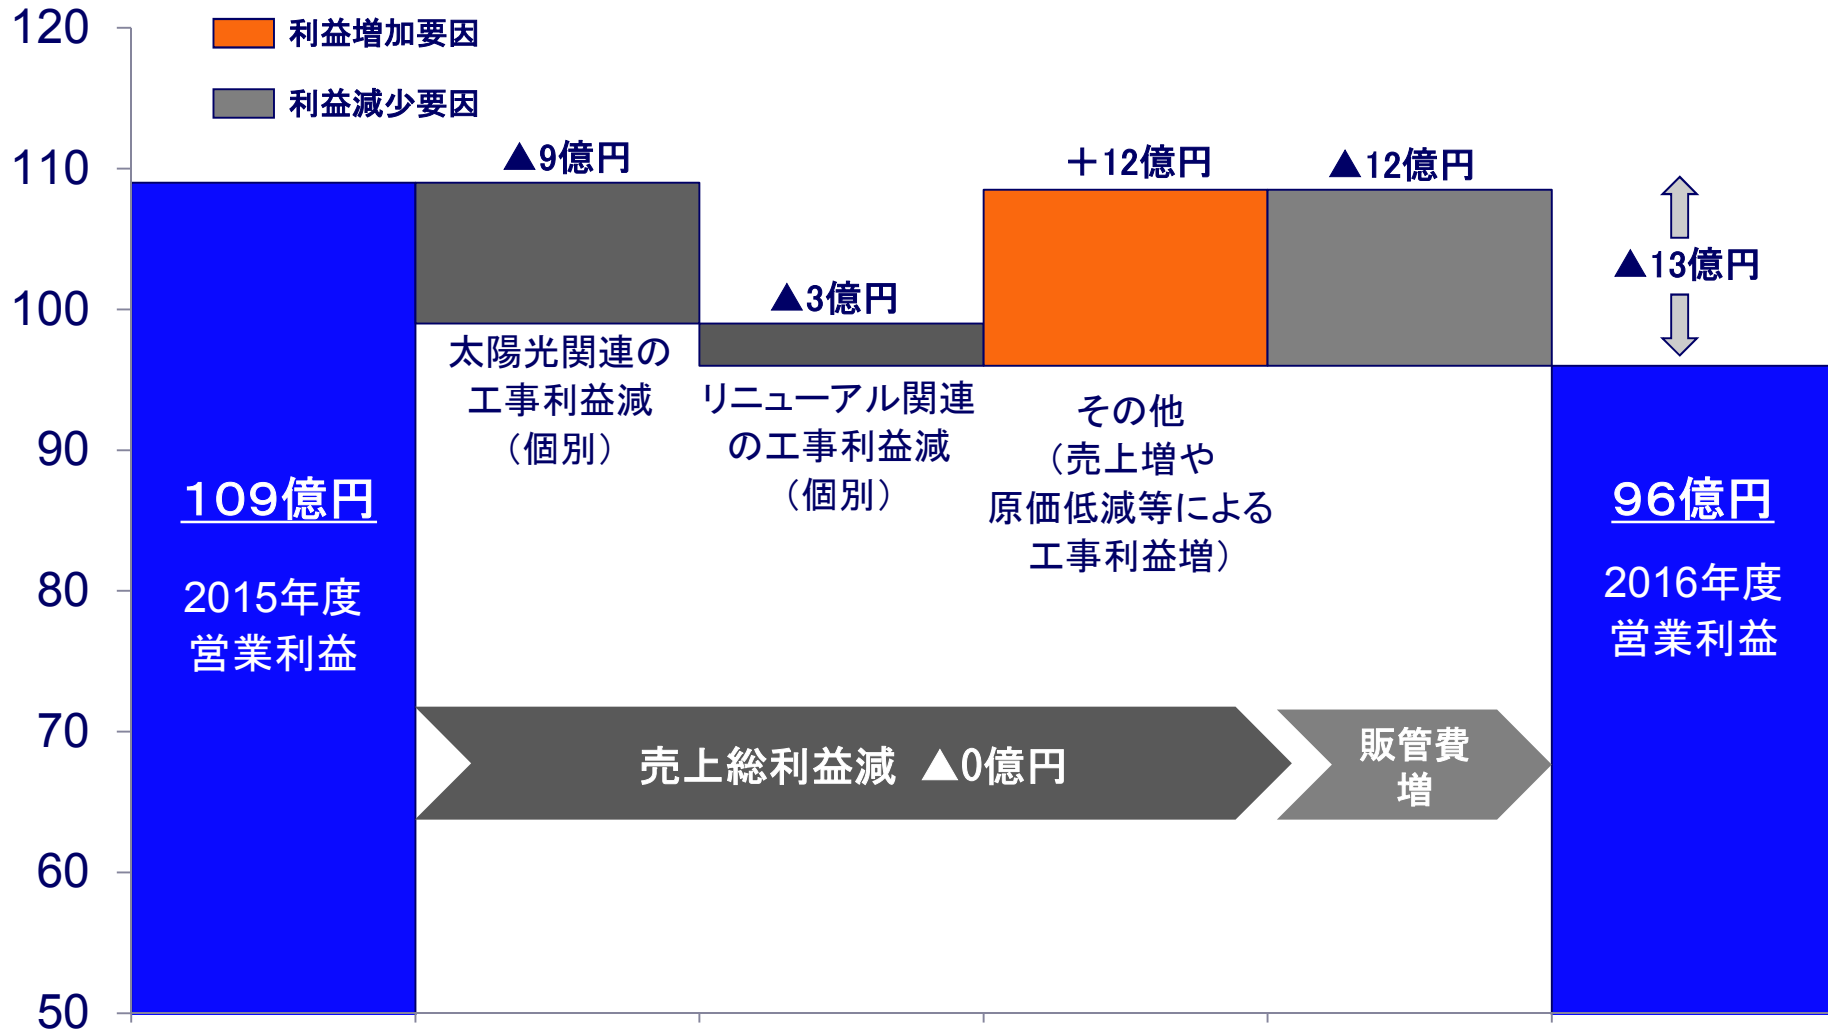 120
110
100
90
80
70
60
50
利益増加要因
利益減少要因
▲9億円
▲3億円
＋12億円
▲12億円
▲13億円
太陽光関連の
工事利益減
（個別）
リニューアル関連
の工事利益減
（個別）
その他
（売上増や
原価低減等による
工事利益増）
１０９億円
2015年度
営業利益
９６億円
2016年度
営業利益
売上総利益減 ▲0億円
販管費
増